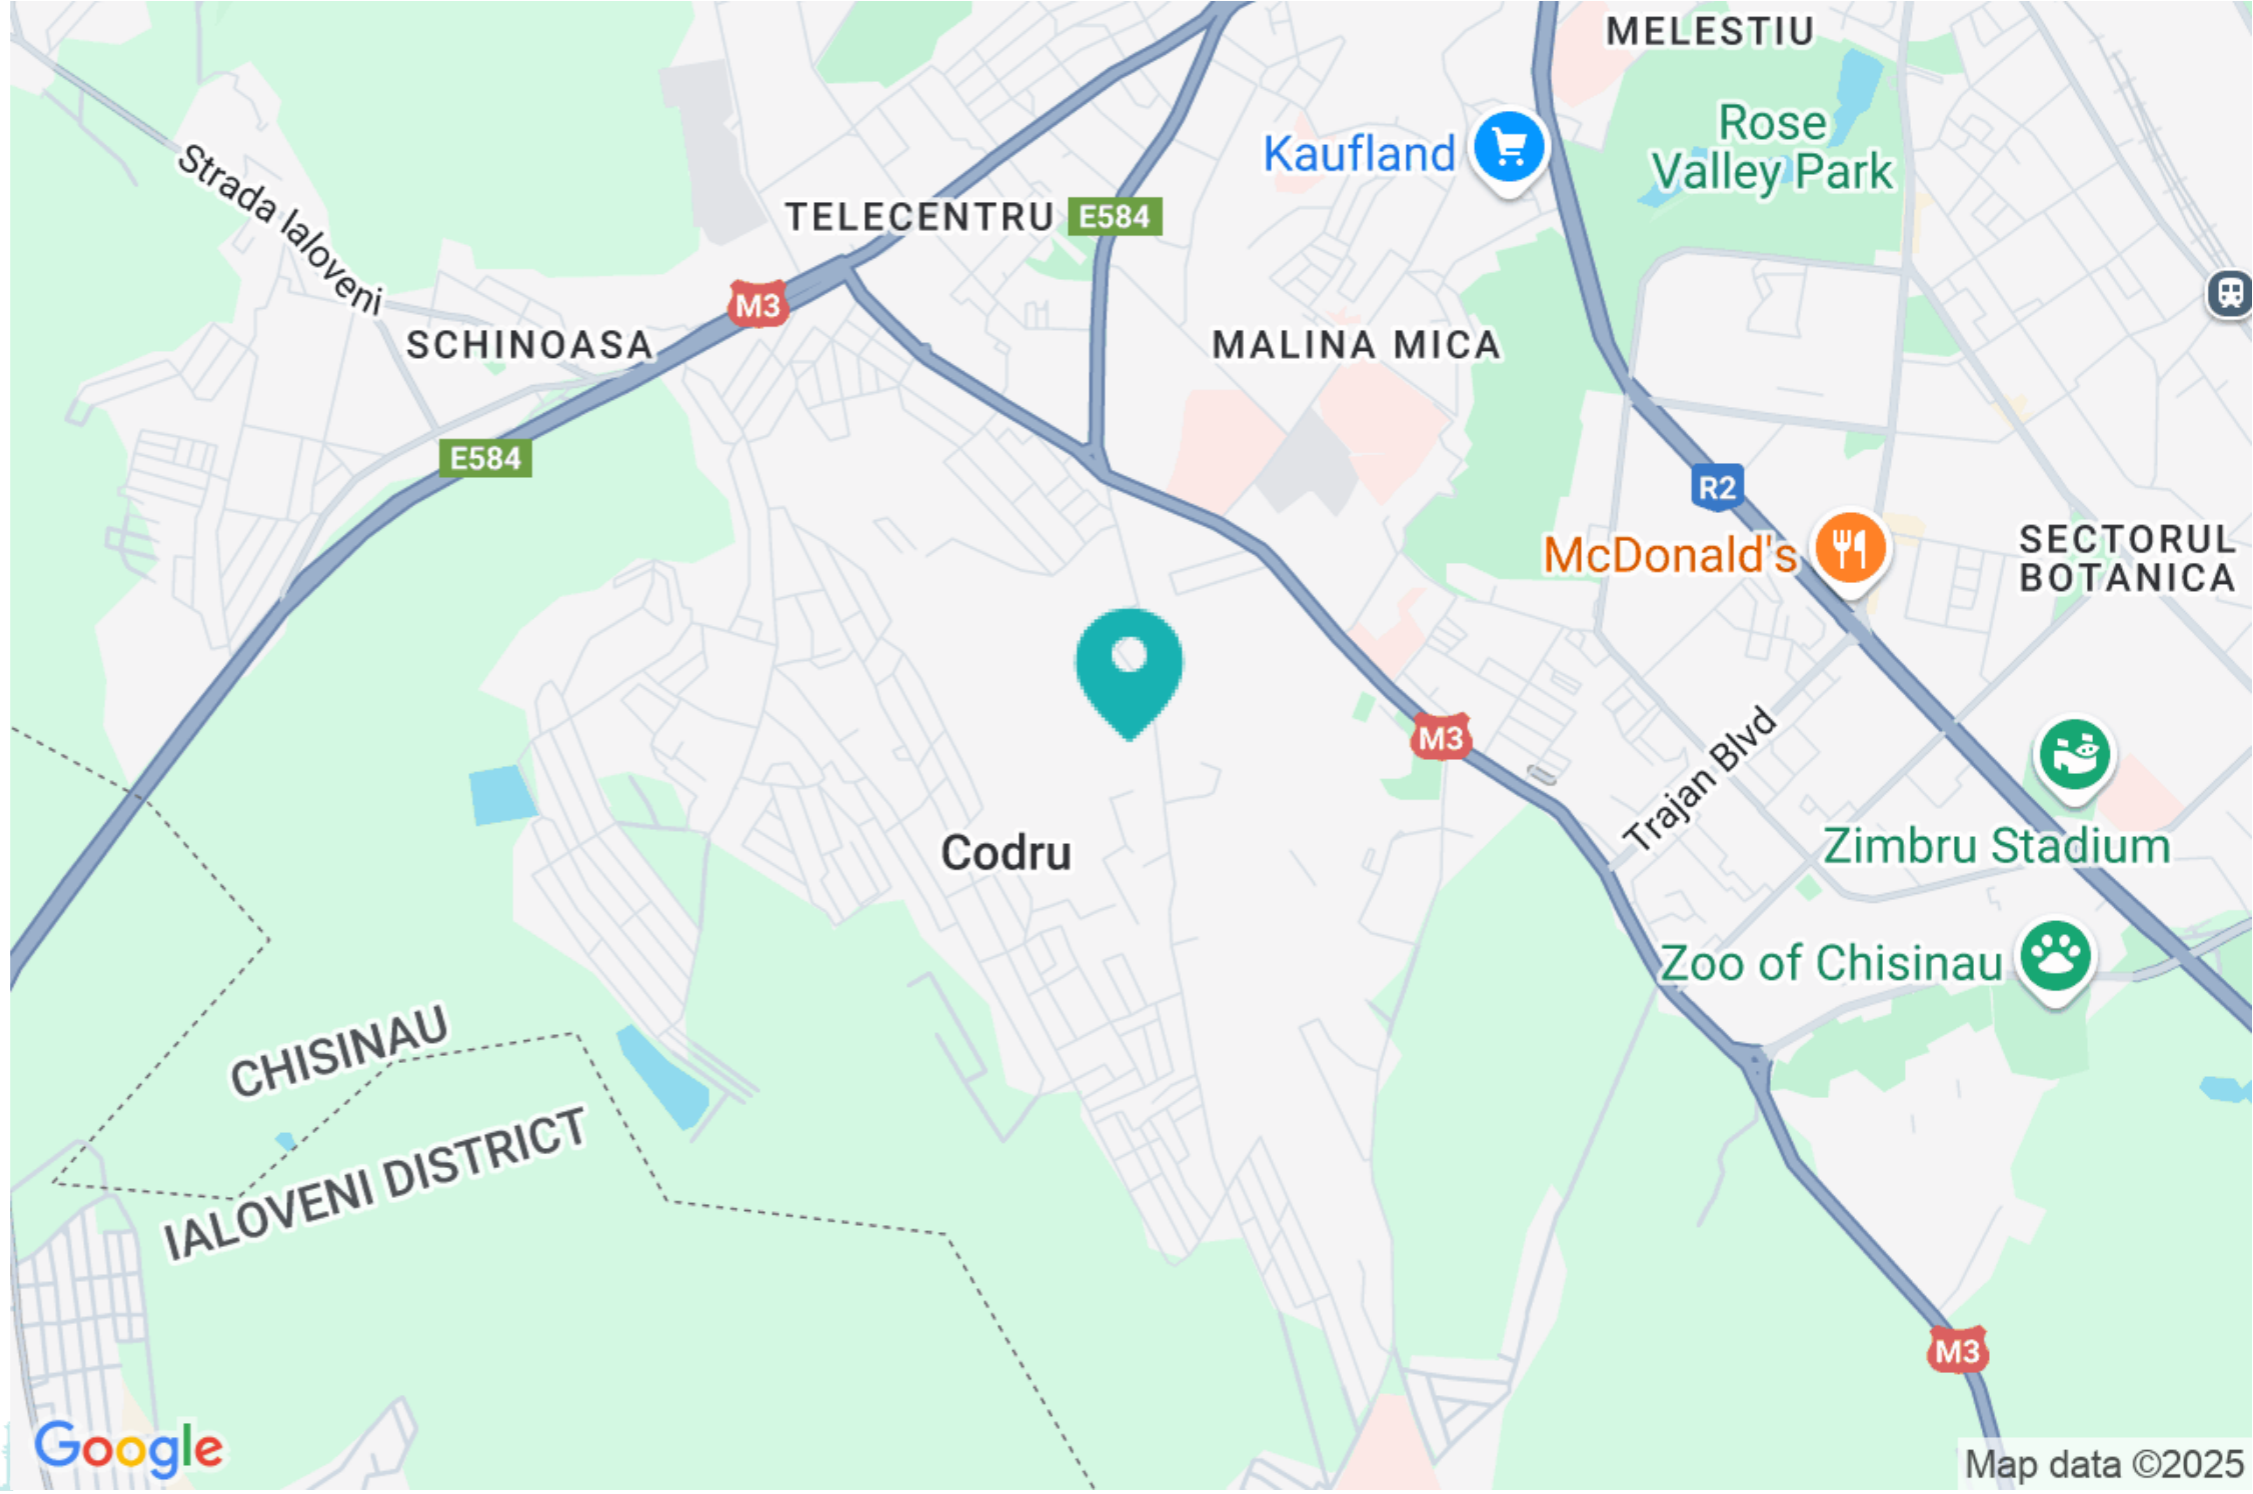 MELESTIU
Rose
Valley Park
Kaufland
Strada Ialoveni
TELECENTRU
E584
M3
SCHINOASA
MALINA MICA
E584
R2
McDonald's
SECTORUL
BOTANICA
M3
Trajan Blvd
Codru
Zimbru Stadium
Zoo of Chisinau
CHISINAU
IALOVENI DISTRICT
M3
Google
Map data ©2025